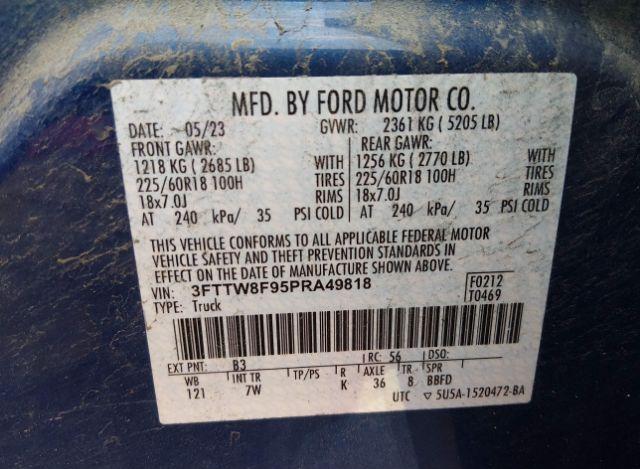 MFD. BY FORD MOTOR CO.
DATE: 05/23 GVWR: 2361 KG ( 5205 LB)
FRONT GAWR: REAR GAWR:
1218 KG ( 2685 LB) WITH 1256 KG ( 2770 LB) WITH
225/60R18 100H TIRES 225/60R18 100H TIRES
18x7.0J RIMS 18x7.0J RIMS
AT 240 kPa/ 35 PSI COLD AT 240 kPa/ 35 PSI COLD
THIS VEHICLE CONFORMS TO ALL APPLICABLE FEDERAL MOTOR
VEHICLE SAFETY AND THEFT PREVENTION STANDARDS IN
EFFECT ON THE DATE OF MANUFACTURE SHOWN ABOVE.
VIN: 3FTTW8F95PRA49818 F0212
TYPE: Truck T0469
EXT PNT: B3 RC: 56 DSO:
WB INT TR TP/PS R AXLE TR SPR
121 7W K 36 8 BBFD
UTC ▽ 5U5A-1520472-BA